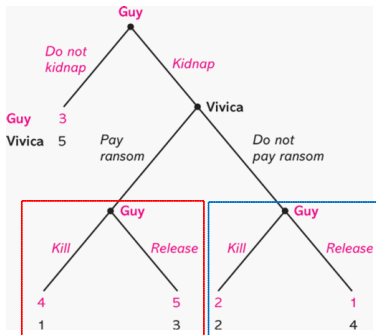 Guy
Do not
kidnap
Kidnap
Guy 3
Vivica 5
Vivica
Pay
ransom
Do not
pay ransom
Guy
Guy
Kill
Release
Kill
Release
4 5 2 1
1 3 2 4